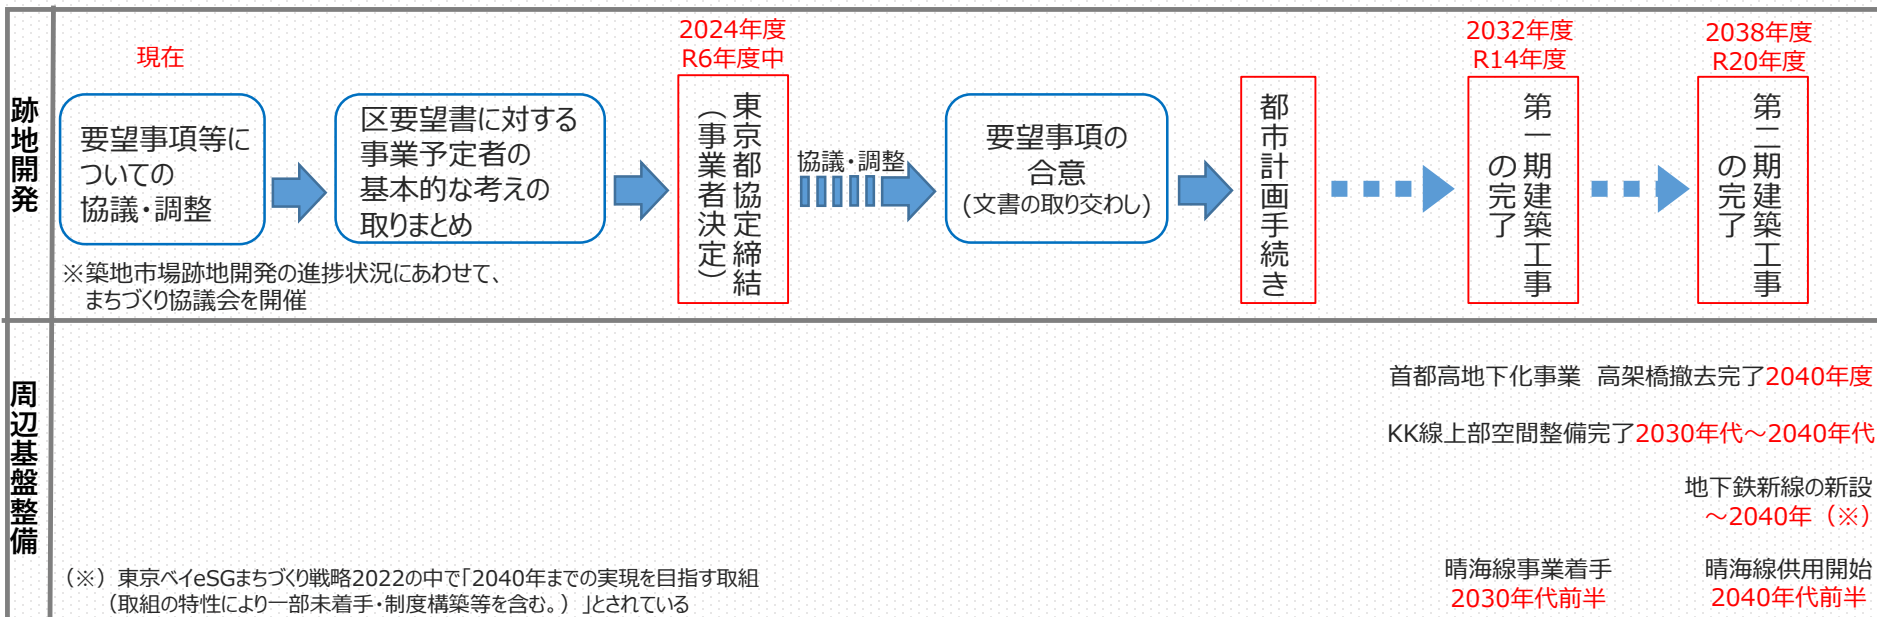 跡地開発
現在
要望事項等に
ついての
協議・調整
区要望書に対する
事業予定者の
基本的な考えの
取りまとめ
2024年度
R6年度中
東京都協定締結
（事業者決定）
協議・調整
要望事項の
合意
(文書の取り交わし)
都市計画手続き
2032年度
R14年度
第一期建築工事
の完了
2038年度
R20年度
第二期建築工事
の完了
※築地市場跡地開発の進捗状況にあわせて、
まちづくり協議会を開催
周辺基盤整備
首都高地下化事業 高架橋撤去完了2040年度
KK線上部空間整備完了2030年代～2040年代
地下鉄新線の新設
～2040年（※）
晴海線事業着手
2030年代前半
晴海線供用開始
2040年代前半
（※）東京ベイeSGまちづくり戦略2022の中で「2040年までの実現を目指す取組
（取組の特性により一部未着手・制度構築等を含む。）」とされている